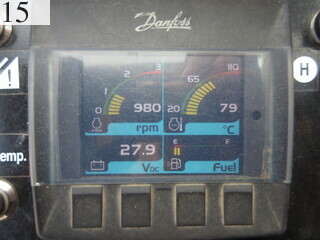 15
Danfoss
0 1 2 3
980
rpm
20 65 110
79
°C
H
emp.
27.9
VDC
E F
Fuel